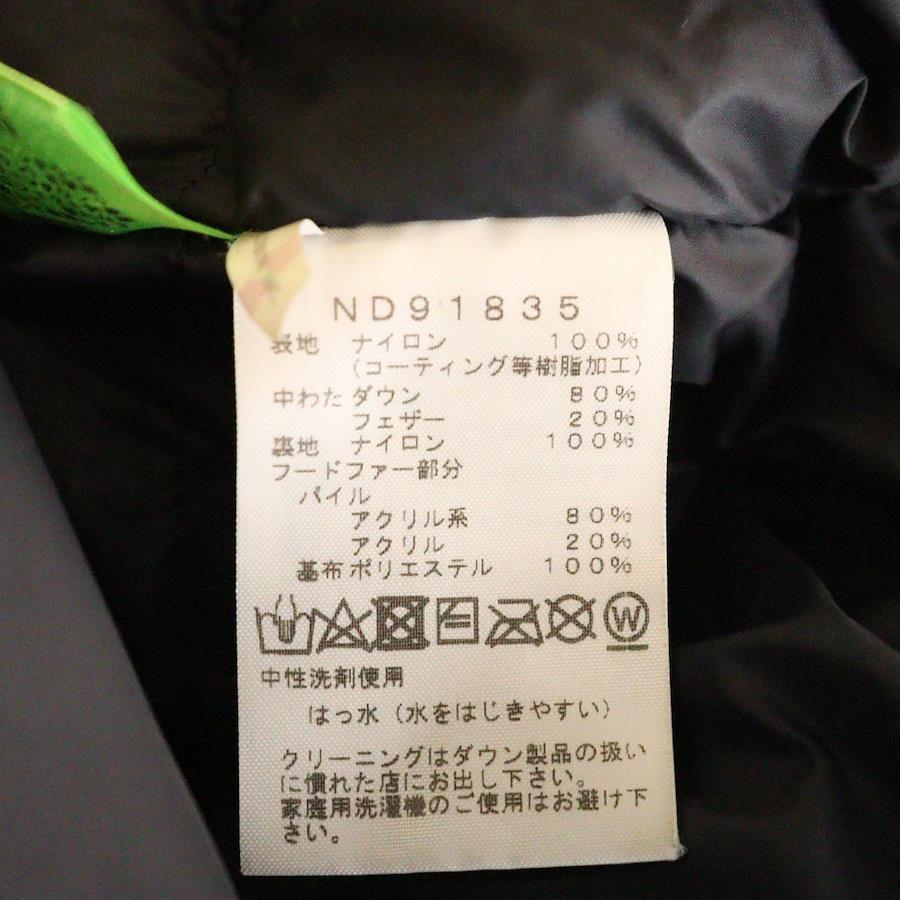 ND91835
表地 ナイロン 100%
(コーティング等樹脂加工)
中わた ダウン 80%
フェザー 20%
裏地 ナイロン 100%
フードファー部分
パイル
アクリル系 80%
アクリル 20%
基布 ポリエステル 100%
W
中性洗剤使用
はっ水(水をはじきやすい)
クリーニングはダウン製品の扱い
に慣れた店にお出し下さい。
家庭用洗濯機のご使用はお避け下
さい。